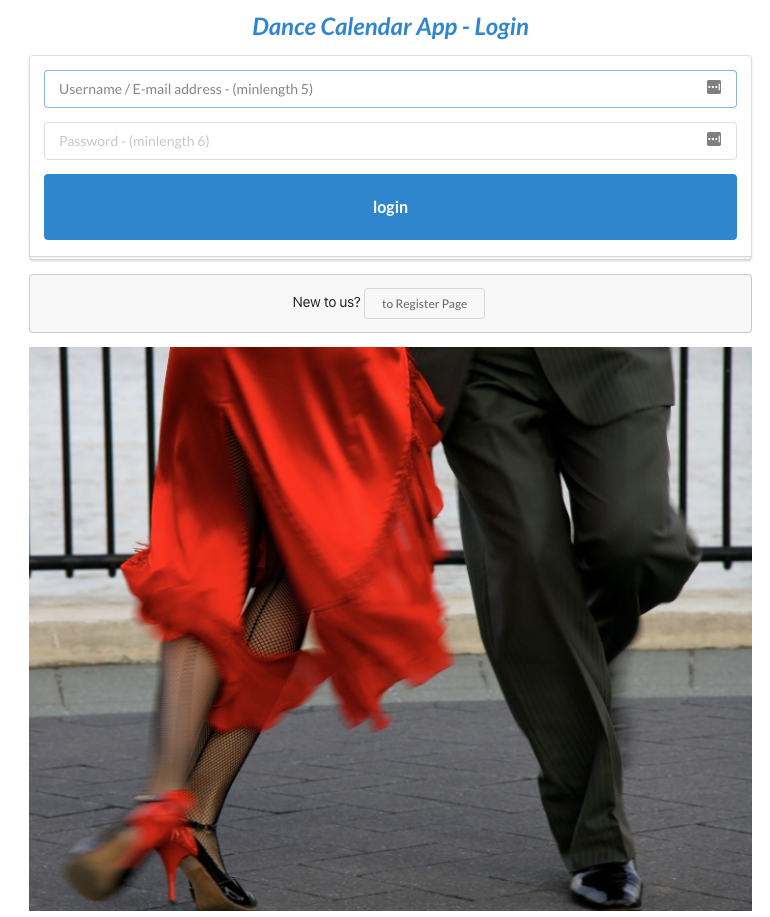 Dance Calendar App - Login
Username / E-mail address - (minlength 5)
Password - (minlength 6)
login
New to us? to Register Page